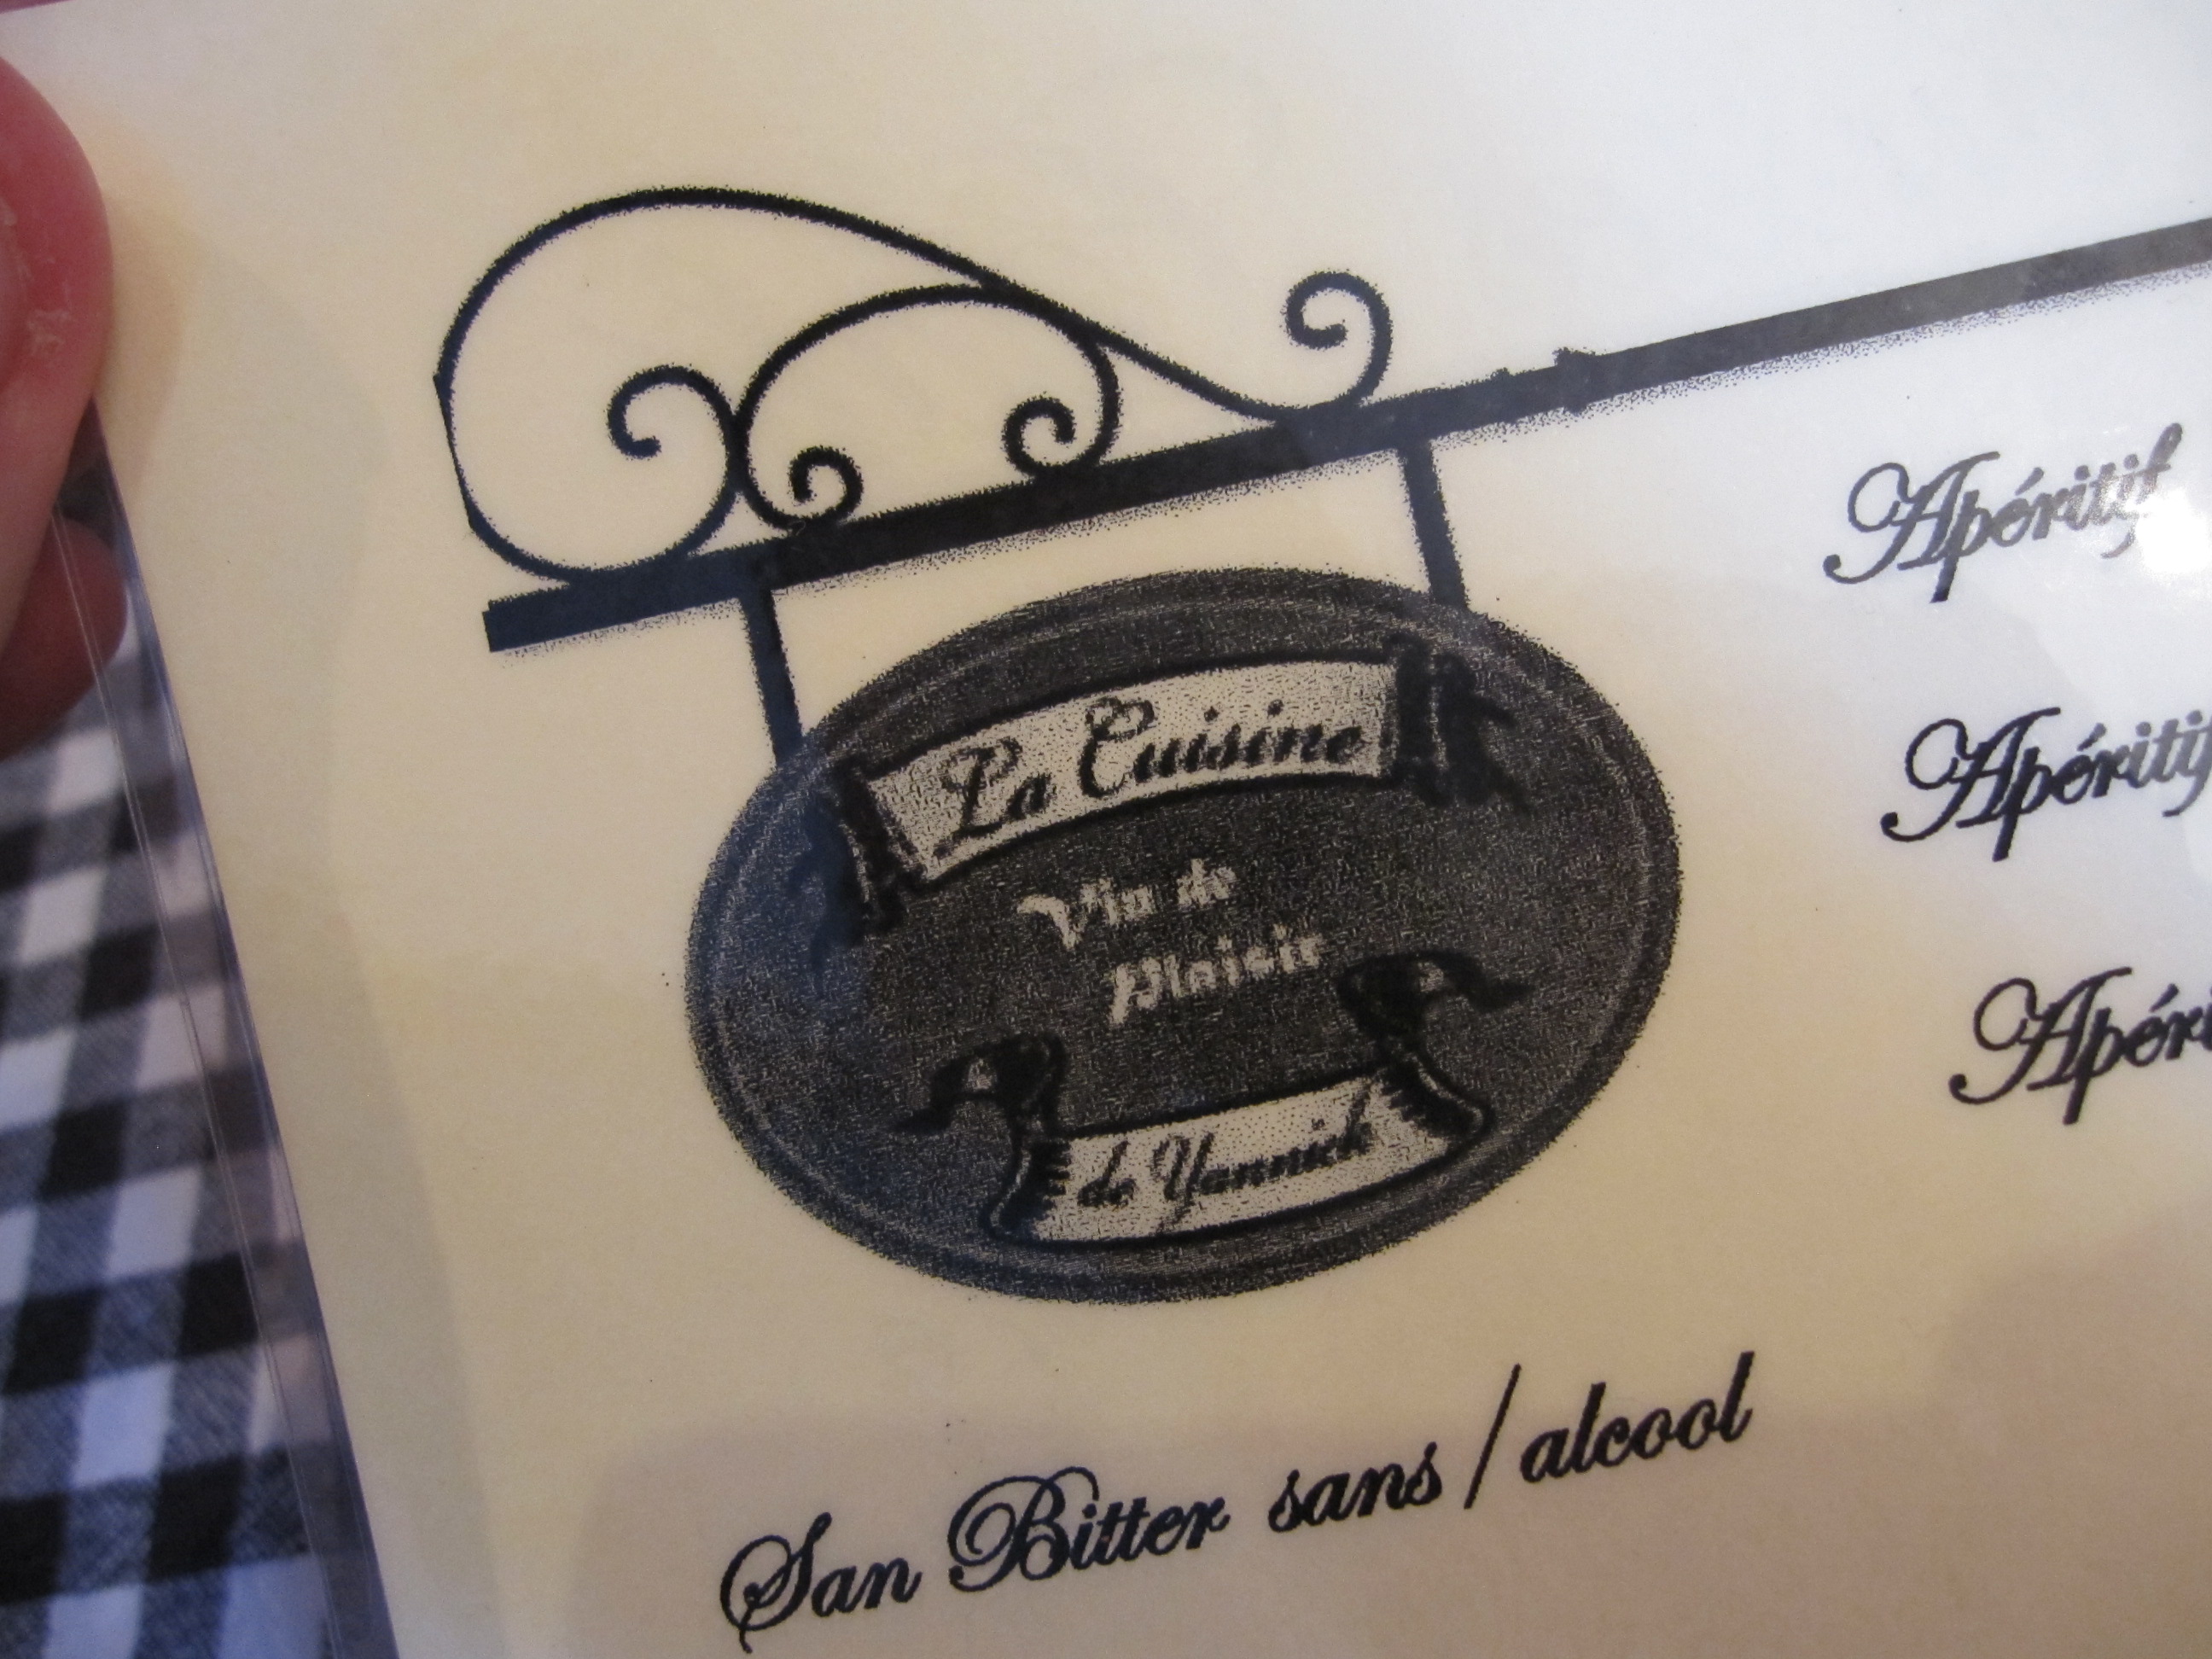 La Cuisine
Vin de
Plaisir
de Yannick
Apéritif
Apéritif
Apéri
San Bitter sans / alcool